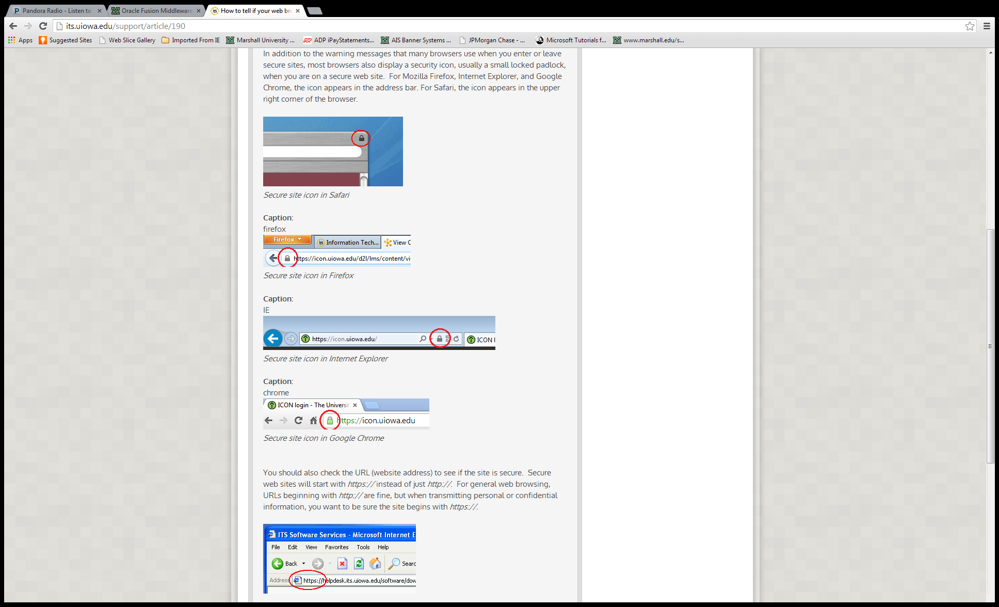 Pandora Radio - Listen to
Oracle Fusion Middleware
How to tell if your web br
its.uiowa.edu/support/article/190
Apps Suggested Sites Web Slice Gallery Imported From IE Marshall University ... ADP iPayStatements... AIS Banner Systems ... JPMorgan Chase - ... Microsoft Tutorials f... www.marshall.edu/s...
In addition to the warning messages that many browsers use when you enter or leave
secure sites, most browsers also display a security icon, usually a small locked padlock,
when you are on a secure web site. For Mozilla Firefox, Internet Explorer, and Google
Chrome, the icon appears in the address bar. For Safari, the icon appears in the upper
right corner of the browser.
Secure site icon in Safari
Caption:
firefox
Firefox
Information Tech...
View C
https://icon.uiowa.edu/d2l/lms/content/vi
Secure site icon in Firefox
Caption:
IE
https://icon.uiowa.edu/
ICON l
Secure site icon in Internet Explorer
Caption:
chrome
ICON login - The Universit
https://icon.uiowa.edu
Secure site icon in Google Chrome
You should also check the URL (website address) to see if the site is secure. Secure
web sites will start with https:// instead of just http://. For general web browsing,
URLs beginning with http:// are fine, but when transmitting personal or confidential
information, you want to be sure the site begins with https://.
ITS Software Services - Microsoft Internet E
File Edit View Favorites Tools Help
Back Searc
Address https://helpdesk.its.uiowa.edu/software/dow